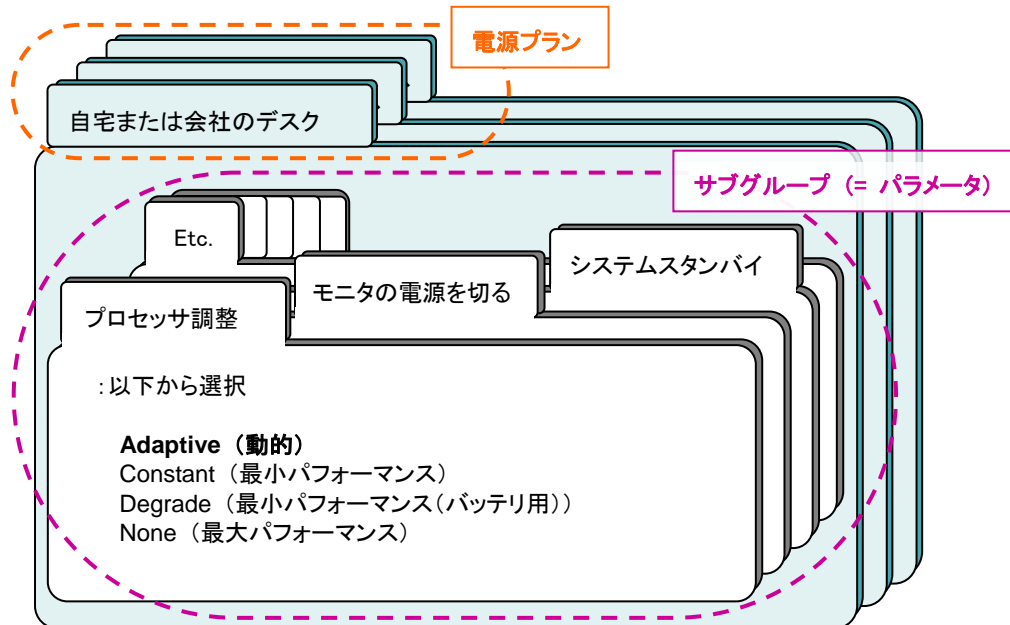 電源プラン
自宅または会社のデスク
サブグループ (= パラメータ)
Etc.
システムスタンバイ
モニタの電源を切る
プロセッサ調整
:以下から選択
Adaptive (動的)
Constant (最小パフォーマンス)
Degrade (最小パフォーマンス(バッテリ用))
None (最大パフォーマンス)